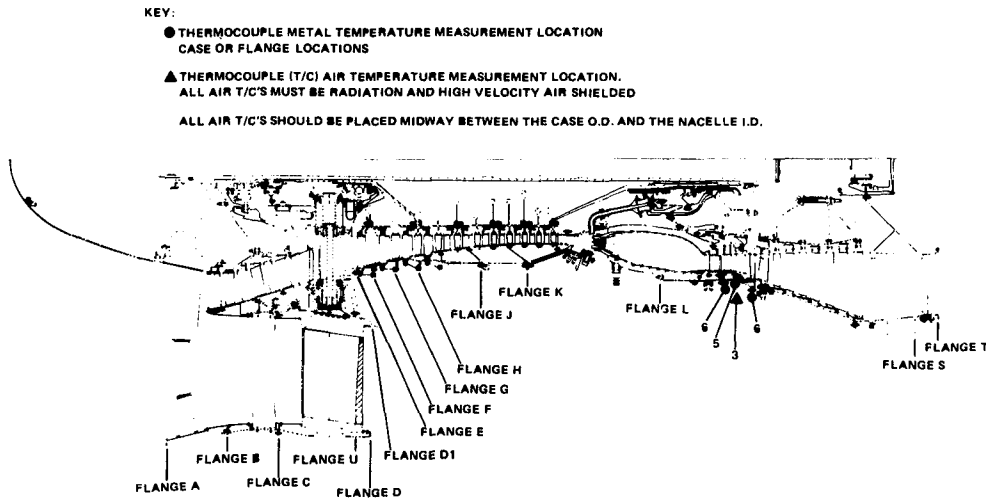 KEY:
THERMOCOUPLE METAL TEMPERATURE MEASUREMENT LOCATION
CASE OR FLANGE LOCATIONS
THERMOCOUPLE (T/C) AIR TEMPERATURE MEASUREMENT LOCATION.
ALL AIR T/C'S MUST BE RADIATION AND HIGH VELOCITY AIR SHIELDED
ALL AIR T/C'S SHOULD BE PLACED MIDWAY BETWEEN THE CASE O.D. AND THE NACELLE I.D.
FLANGE K
FLANGE J
FLANGE L
6
5
3
6
FLANGE T
FLANGE S
FLANGE H
FLANGE G
FLANGE F
FLANGE E
FLANGE D1
FLANGE B
FLANGE U
FLANGE A
FLANGE C
FLANGE D